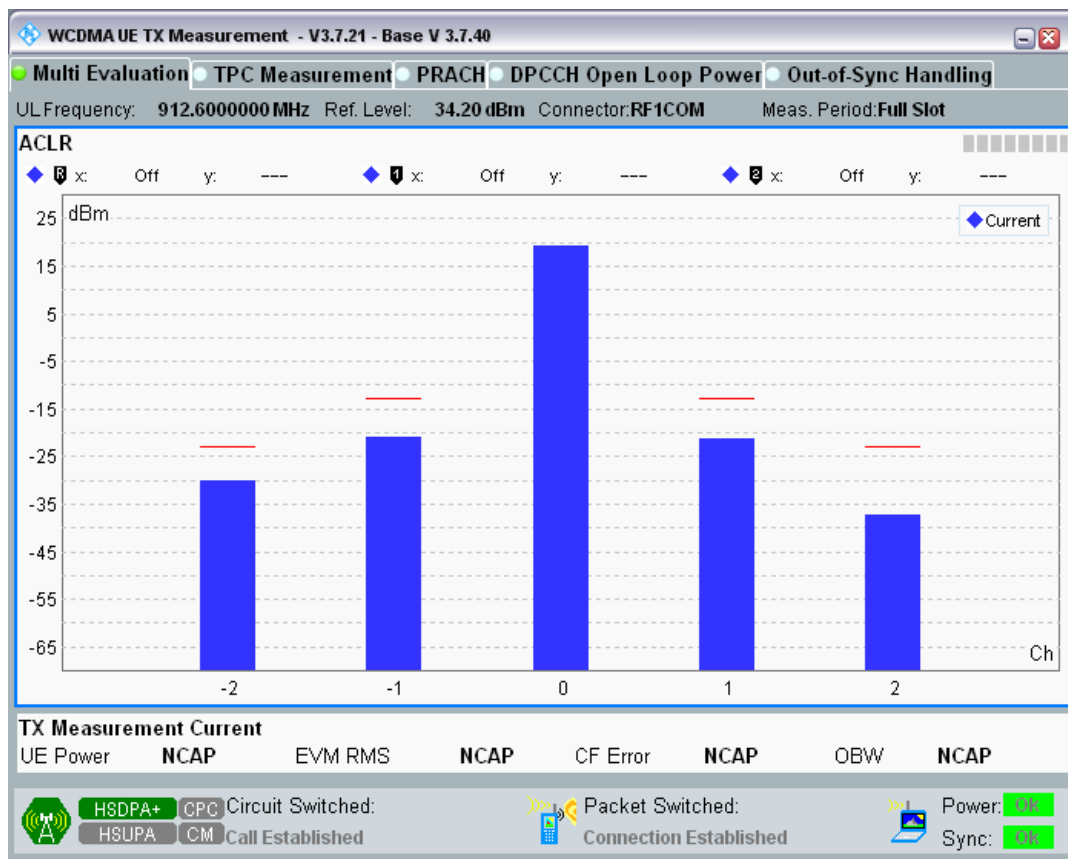 WCDMA UE TX Measurement - V3.7.21 - Base V 3.7.40
Multi Evaluation TPC Measurement PRACH DPCCH Open Loop Power Out-of-Sync Handling
UL Frequency: 912.6000000 MHz Ref. Level: 34.20 dBm Connector:RF1COM Meas. Period:Full Slot
ACLR
R x: Off y: --- 1 x: Off y: --- 2 x: Off y: ---
dBm
Current
25
15
5
-5
-15
-25
-35
-45
-55
-65
Ch
-2 -1 0 1 2
TX Measurement Current
UE Power NCAP EVM RMS NCAP CF Error NCAP OBW NCAP
HSDPA+ CPC Circuit Switched: Packet Switched: Power: OK
HSUPA CM Call Established Connection Established Sync: OK